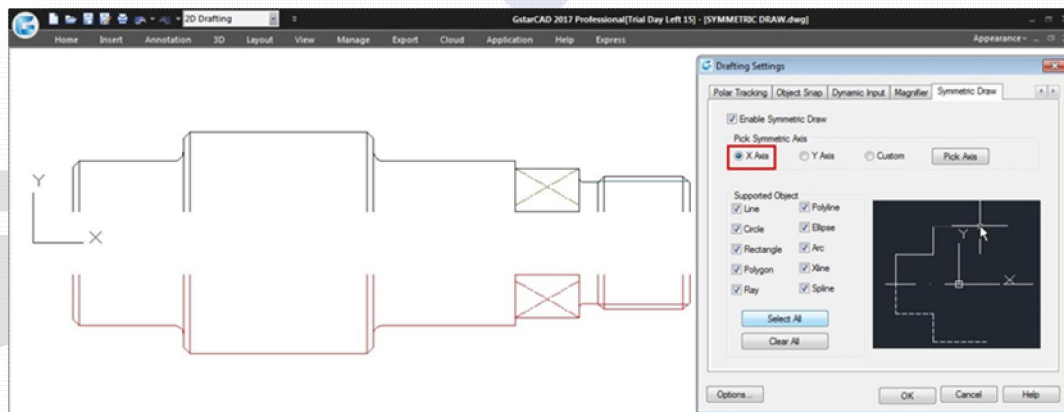 2D Drafting GstarCAD 2017 Professional[Trial Day Left 15] - [SYMMETRIC DRAW.dwg]
Home Insert Annotation 3D Layout View Manage Export Cloud Application Help Express Appearance
Drafting Settings
Polar Tracking Object Snap Dynamic Input Magnifier Symmetric Draw
Enable Symmetric Draw
Pick Symmetric Axis
X Axis Y Axis Custom Pick Axis
Supported Object
Line Polyline
Circle Ellipse
Rectangle Arc
Polygon Xline
Ray Spline
Select All
Clear All
Options... OK Cancel Help
Y
X
Y
X